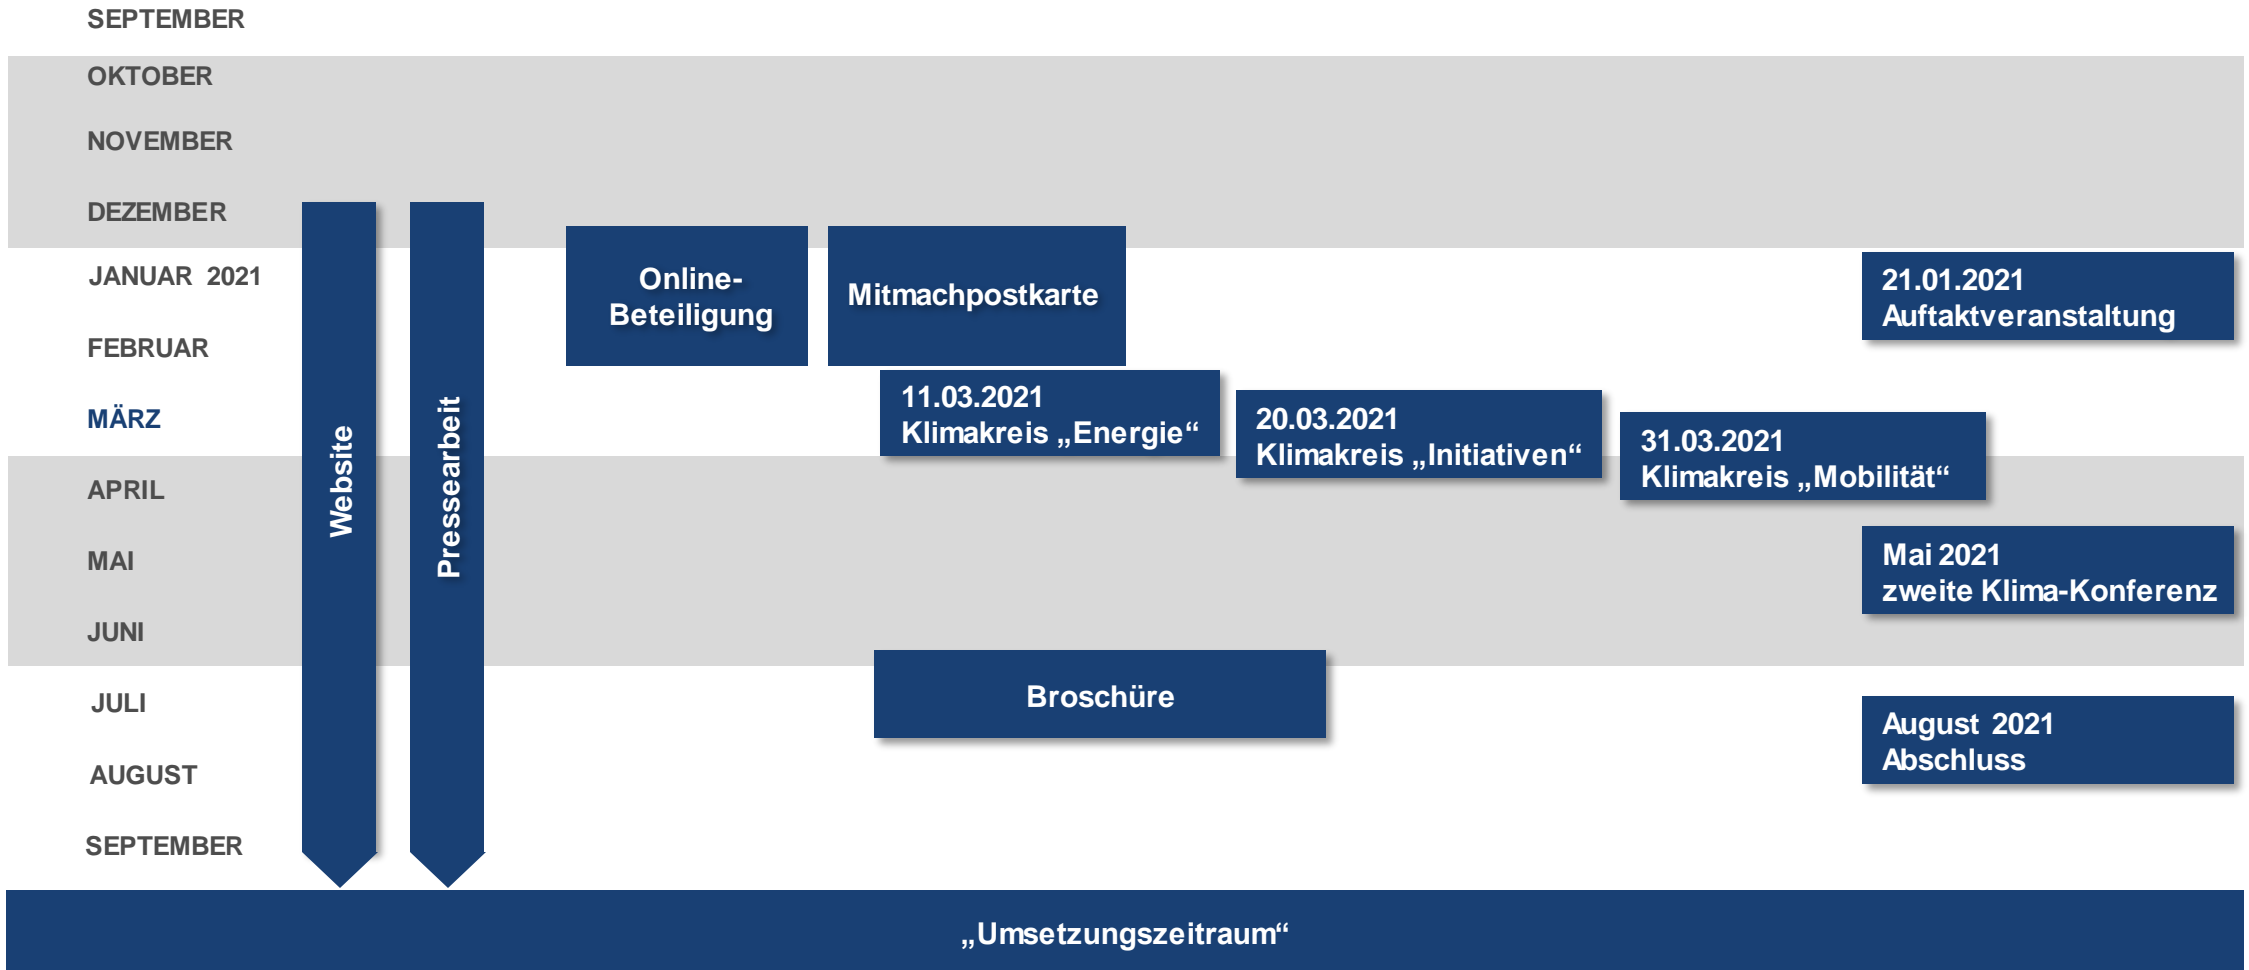 SEPTEMBER
OKTOBER
NOVEMBER
DEZEMBER
JANUAR 2021
FEBRUAR
MÄRZ
APRIL
MAI
JUNI
JULI
AUGUST
SEPTEMBER
Website
Pressearbeit
Online-
Beteiligung
Mitmachpostkarte
21.01.2021
Auftaktveranstaltung
11.03.2021
Klimakreis „Energie“
20.03.2021
Klimakreis „Initiativen“
31.03.2021
Klimakreis „Mobilität“
Mai 2021
zweite Klima-Konferenz
Broschüre
August 2021
Abschluss
„Umsetzungszeitraum“